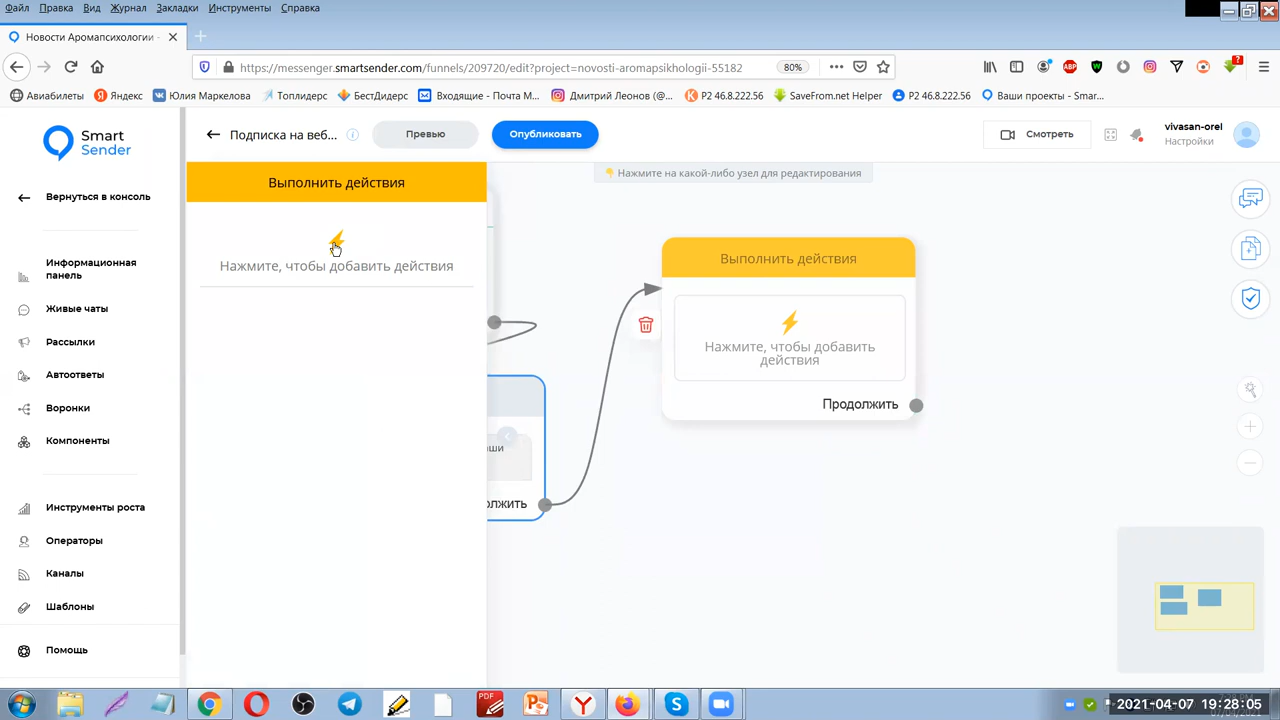 Файл Правка Вид Журнал Закладки Инструменты Справка
Новости Аромапсихологии -
https://messenger.smartsender.com/funnels/209720/edit?project=novosti-aromapsikhologii-55182
80%
ABP
?
Авиабилеты Яндекс Юлия Маркелова Топлидерс БестДидерс Входящие - Почта M... Дмитрий Леонов (@... P2 46.8.222.56 SaveFrom.net Helper P2 46.8.222.56 Ваши проекты - Smar...
Smart
Sender
Подписка на веб...
Превью
Опубликовать
Смотреть
vivasan-orel
Настройки
Вернуться в консоль
Информационная
панель
Живые чаты
Рассылки
Автоответы
Воронки
Компоненты
Инструменты роста
Операторы
Каналы
Шаблоны
Помощь
Выполнить действия
Нажмите, чтобы добавить действия
Нажмите на какой-либо узел для редактирования
Выполнить действия
Нажмите, чтобы добавить
действия
Продолжить
аши
олжить
PDF
2021-04-07 19:28:05